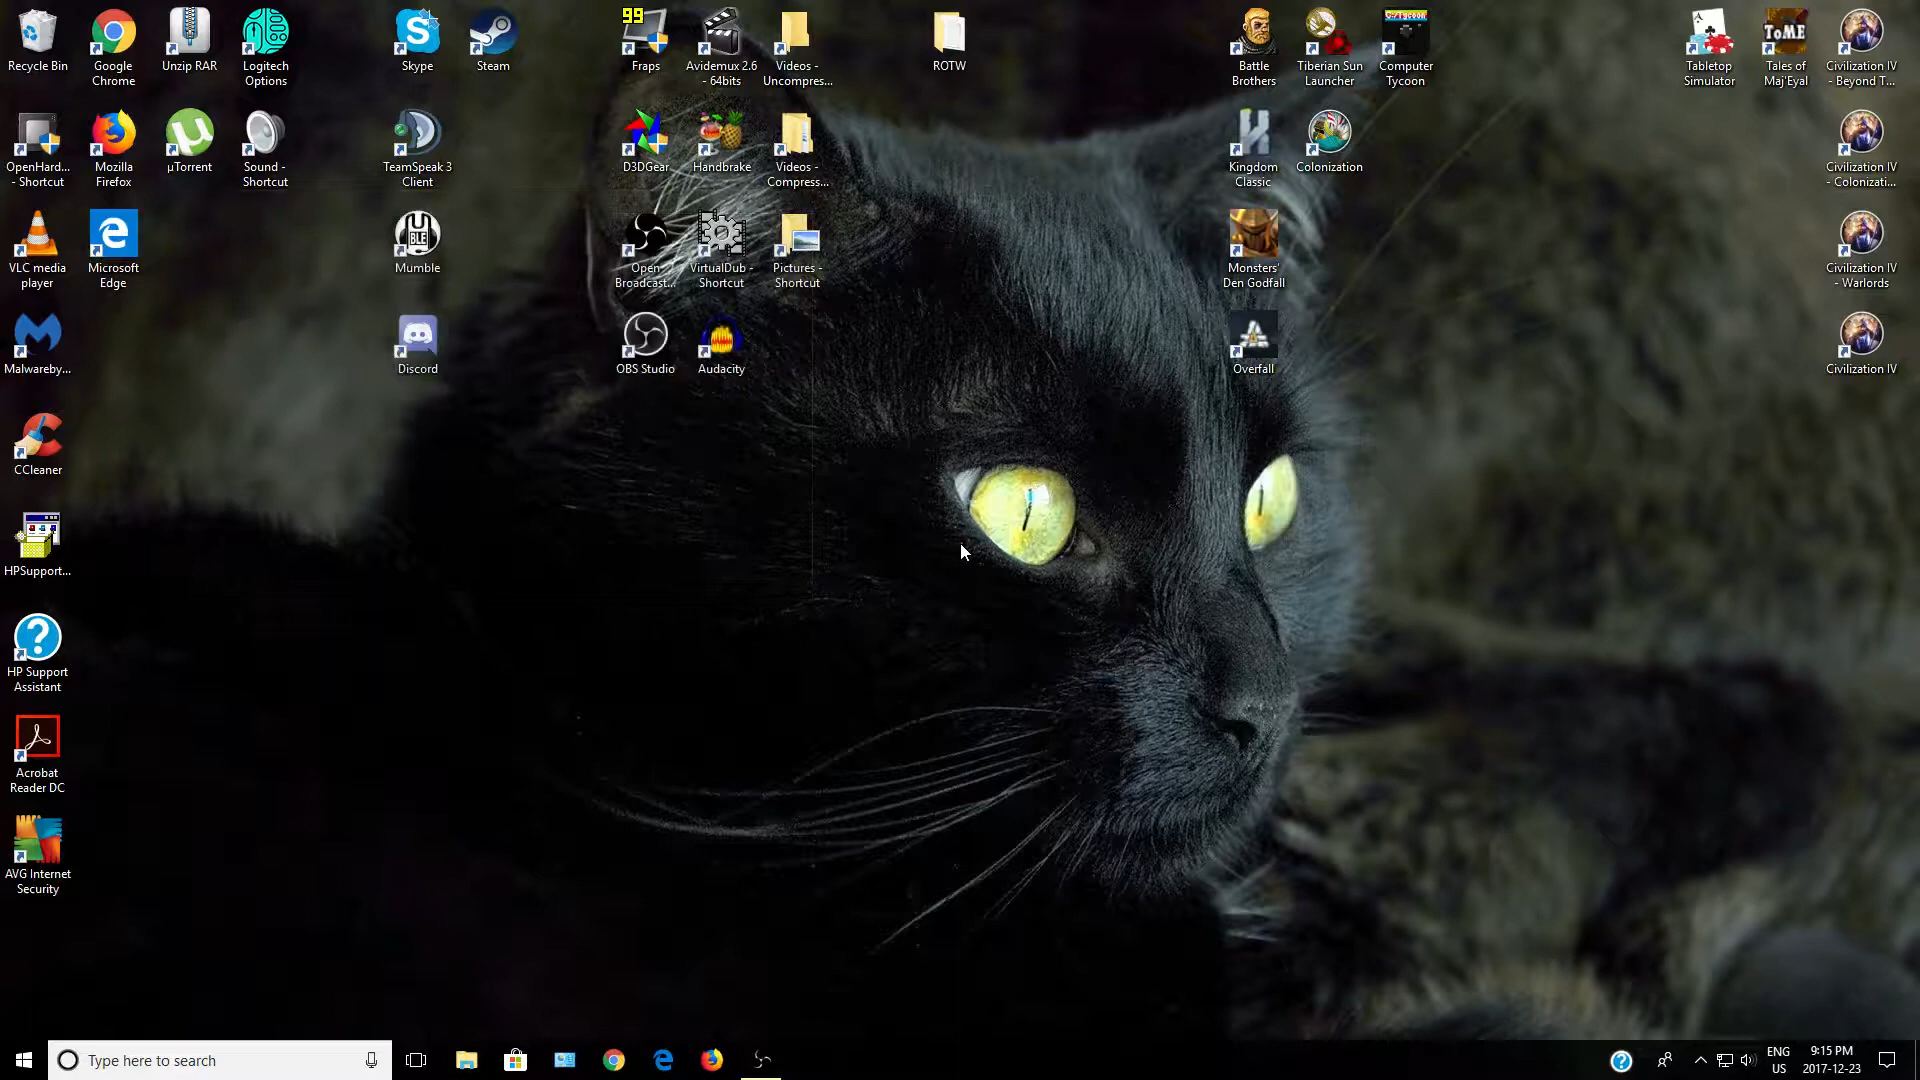 Recycle Bin
Google
Chrome
Unzip RAR
Logitech
Options
Skype
Steam
99
Fraps
Avidemux 2.6
- 64bits
Videos -
Uncompres...
ROTW
Battle
Brothers
Tiberian Sun
Launcher
Computer
Tycoon
Tabletop
Simulator
ToME
Tales of
Maj'Eyal
Civilization IV
- Beyond T...
OpenHard...
- Shortcut
Mozilla
Firefox
µTorrent
Sound -
Shortcut
TeamSpeak 3
Client
D3DGear
Handbrake
Videos -
Compress...
Kingdom
Classic
Colonization
Civilization IV
- Colonizati...
VLC media
player
Microsoft
Edge
Mumble
Open
Broadcast...
VirtualDub -
Shortcut
Pictures -
Shortcut
Monsters'
Den Godfall
Civilization IV
- Warlords
Malwareby...
Discord
OBS Studio
Audacity
Overfall
Civilization IV
CCleaner
HPSupport...
HP Support
Assistant
Acrobat
Reader DC
AVG Internet
Security
Type here to search
ENG
US
9:15 PM
2017-12-23